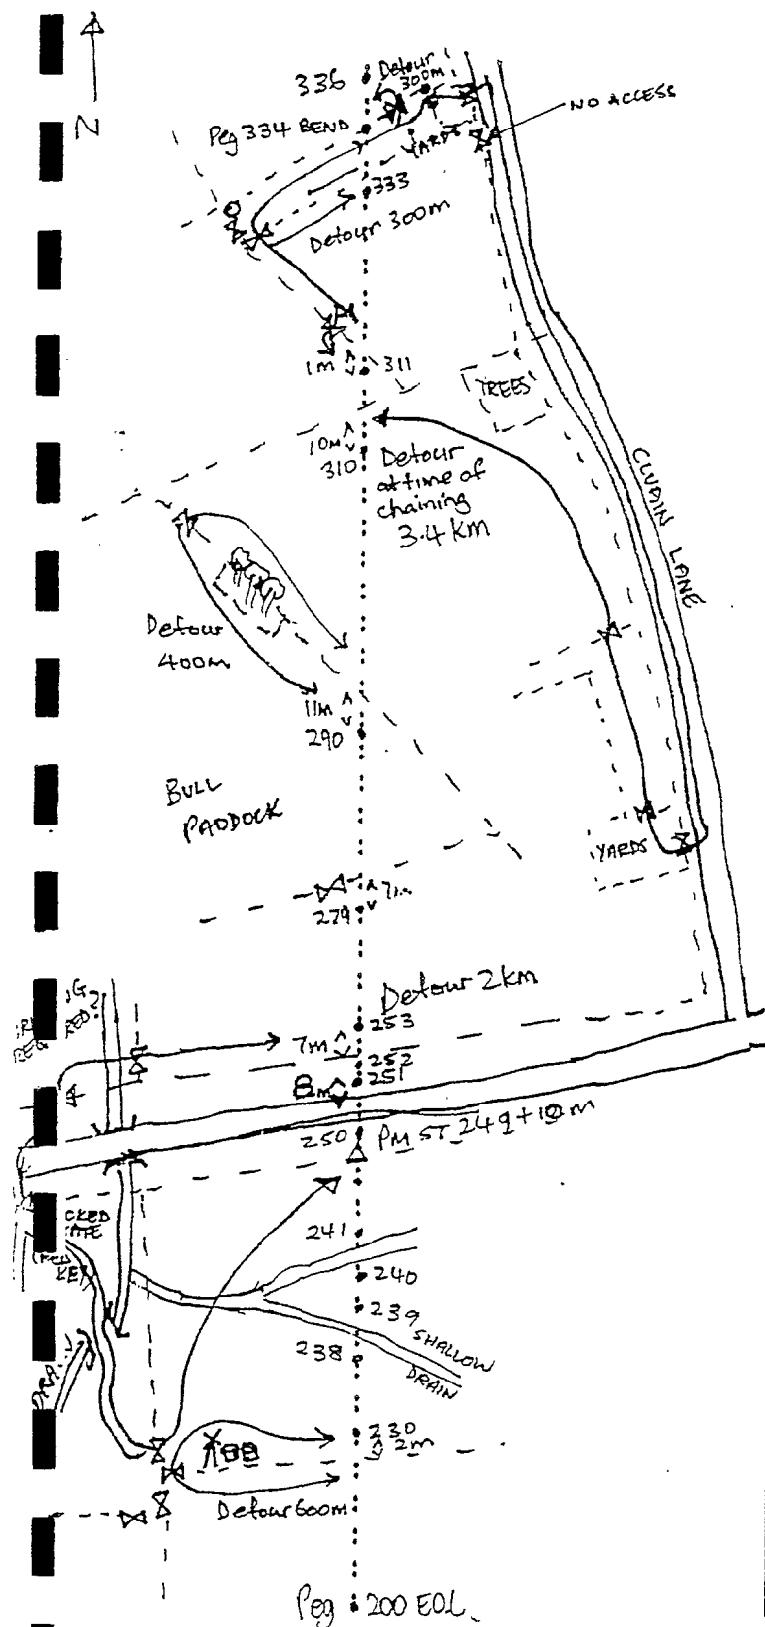 N
336
Detour
300m
Peg 334 BEND
YARDS
NO ACCESS
333
Detour 300m
1m
311
TREES
10m
310
Detour
at time of
chaining
3.4 km
CLUAIN LANE
Detour
400m
11m
290
BULL
PADDOCK
YARDS
7m
279
Detour 2km
253
7m
252
251
8m
250
PM ST 249+10m
241
240
239
SHALLOW
DRAIN
238
230
2m
Detour 600m
Peg 200 EOL